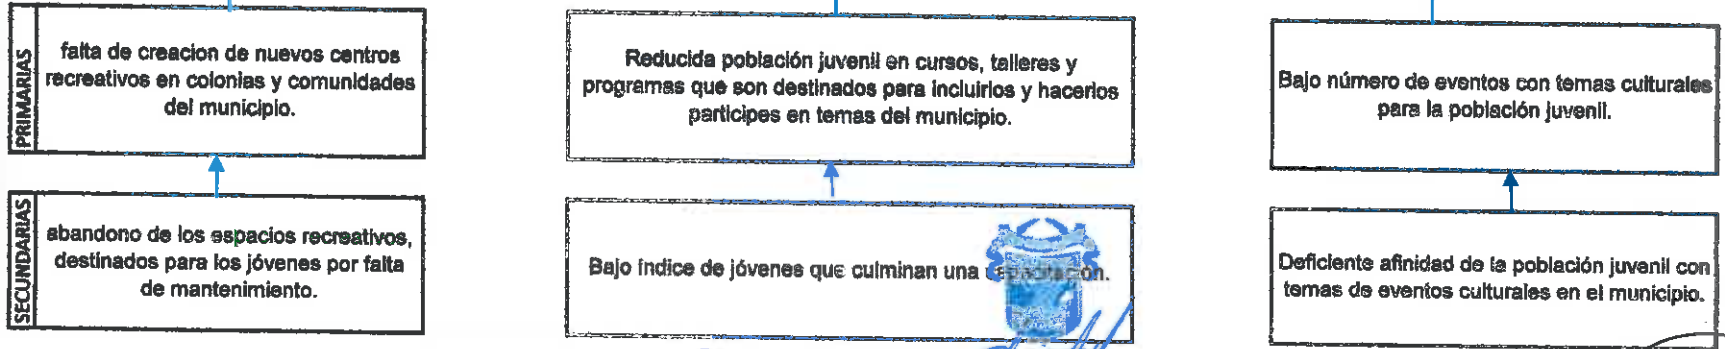 PRIMARIAS
falta de creacion de nuevos centros
recreativos en colonias y comunidades
del municipio.
Reducida población juvenil en cursos, talleres y
programas que son destinados para incluirlos y hacerlos
participes en temas del municipio.
Bajo número de eventos con temas culturales
para la población juvenil.
SECUNDARIAS
abandono de los espacios recreativos,
destinados para los jóvenes por falta
de mantenimiento.
Bajo índice de jóvenes que culminan una capacitación.
Deficiente afinidad de la población juvenil con
temas de eventos culturales en el municipio.